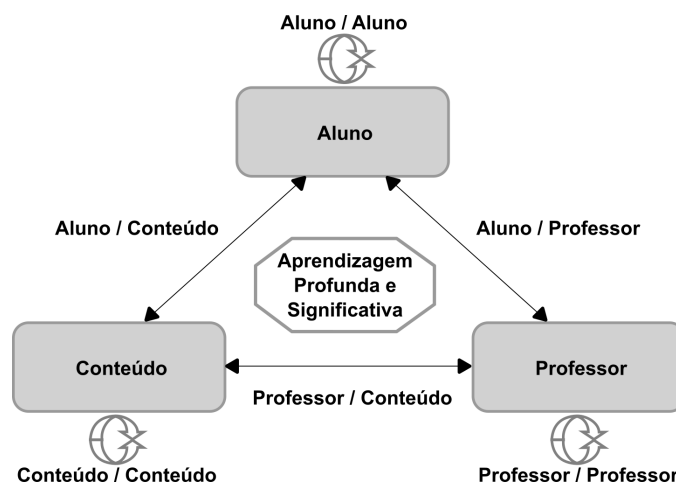 Aluno / Aluno
Aluno
Aluno / Conteúdo
Aluno / Professor
Aprendizagem
Profunda e
Significativa
Conteúdo
Professor
Professor / Conteúdo
Conteúdo / Conteúdo
Professor / Professor